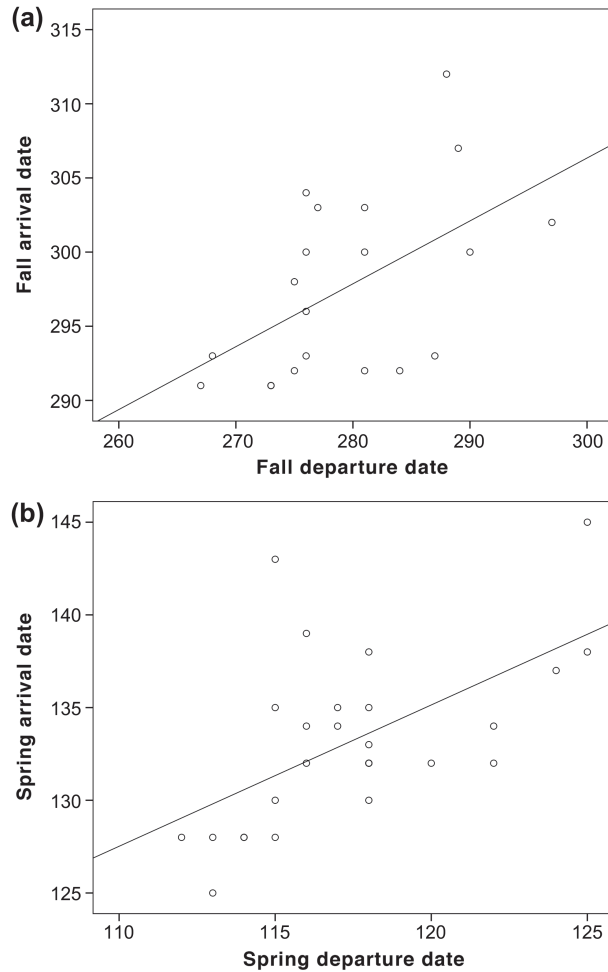 (a)
315
310
305
300
295
290
Fall arrival date
260 270 280 290 300
Fall departure date
(b)
145
140
135
130
125
Spring arrival date
110 115 120 125
Spring departure date